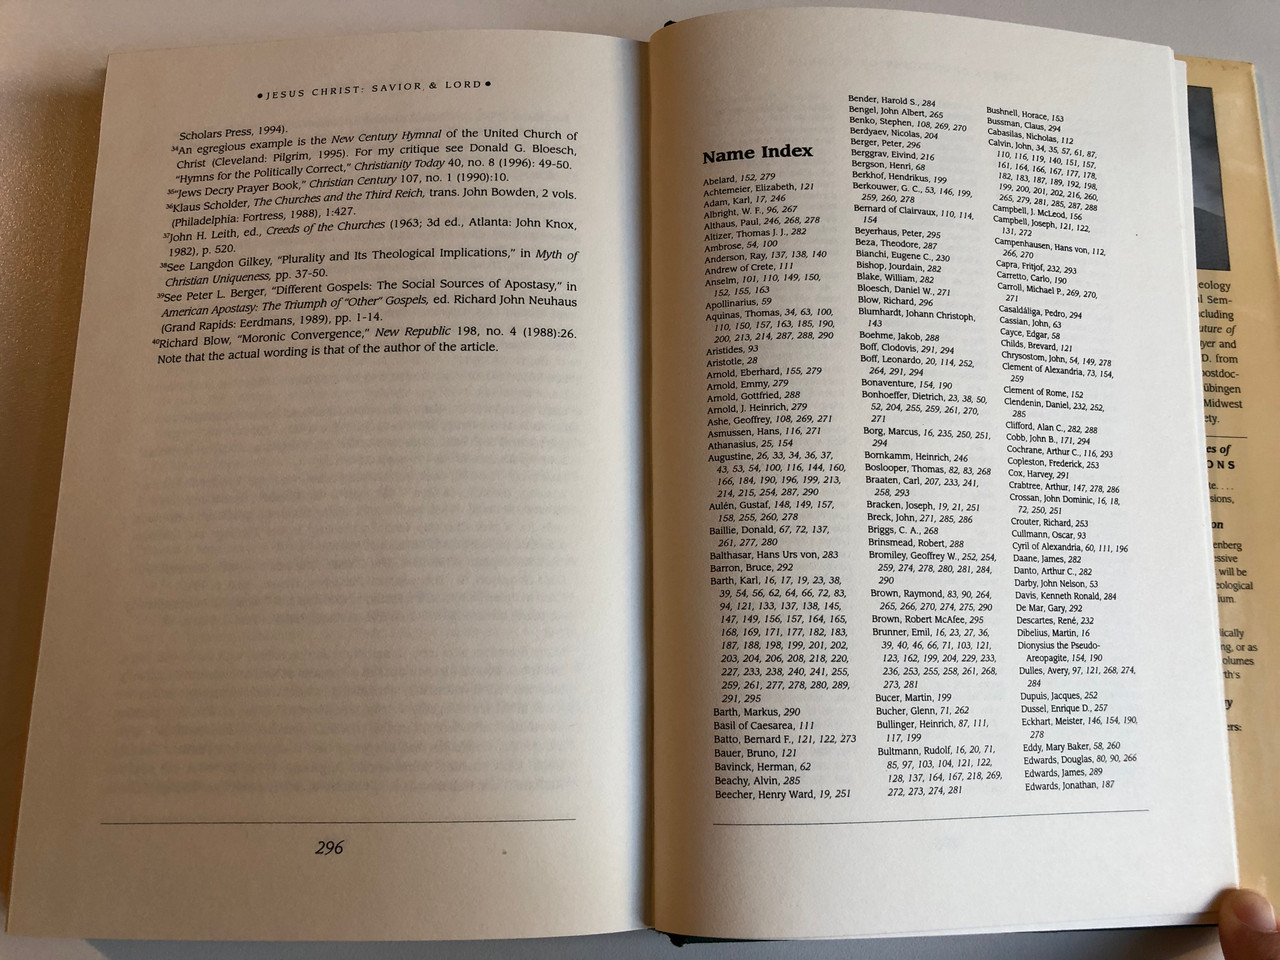 •JESUS CHRIST: SAVIOR & LORD•
Scholars Press, 1994).
34An egregious example is the New Century Hymnal of the United Church of
Christ (Cleveland: Pilgrim, 1995). For my critique see Donald G. Bloesch,
"Hymns for the Politically Correct," Christianity Today 40, no. 8 (1996): 49-50.
35"Jews Decry Prayer Book," Christian Century 107, no. 1 (1990):10.
36Klaus Scholder, The Churches and the Third Reich, trans. John Bowden, 2 vols.
(Philadelphia: Fortress, 1988), 1:427.
37John H. Leith, ed., Creeds of the Churches (1963; 3d ed., Atlanta: John Knox,
1982), p. 520.
38See Langdon Gilkey, "Plurality and Its Theological Implications," in Myth of
Christian Uniqueness, pp. 37-50.
39See Peter L. Berger, "Different Gospels: The Social Sources of Apostasy," in
American Apostasy: The Triumph of "Other" Gospels, ed. Richard John Neuhaus
(Grand Rapids: Eerdmans, 1989), pp. 1-14.
40Richard Blow, "Moronic Convergence," New Republic 198, no. 4 (1988):26.
Note that the actual wording is that of the author of the article.
296
Name Index
Abelard, 152, 279
Achtemeier, Elizabeth, 121
Adam, Karl, 17, 246
Albright, W. F., 96, 267
Althaus, Paul, 246, 268, 278
Altizer, Thomas J. J., 282
Ambrose, 54, 100
Anderson, Ray, 137, 138, 140
Andrew of Crete, 111
Anselm, 101, 110, 149, 150,
152, 155, 163
Apollinarius, 59
Aquinas, Thomas, 34, 63, 100,
110, 150, 157, 163, 185, 190,
200, 213, 214, 287, 288, 290
Aristides, 93
Aristotle, 28
Arnold, Eberhard, 155, 279
Arnold, Emmy, 279
Arnold, Gottfried, 288
Arnold, J. Heinrich, 279
Ashe, Geoffrey, 108, 269, 271
Asmussen, Hans, 116, 271
Athanasius, 25, 154
Augustine, 26, 33, 34, 36, 37,
43, 53, 54, 100, 116, 144, 160,
166, 184, 190, 196, 199, 213,
214, 215, 254, 287, 290
Aulén, Gustaf, 148, 149, 157,
158, 255, 260, 278
Baillie, Donald, 67, 72, 137,
261, 277, 280
Balthasar, Hans Urs von, 283
Barron, Bruce, 292
Barth, Karl, 16, 17, 19, 23, 38,
39, 54, 56, 62, 64, 66, 72, 83,
94, 121, 133, 137, 138, 145,
147, 149, 156, 157, 164, 165,
168, 169, 171, 177, 182, 183,
187, 188, 198, 199, 201, 202,
203, 204, 206, 208, 218, 220,
227, 233, 238, 240, 241, 255,
259, 261, 277, 278, 280, 289,
291, 295
Barth, Markus, 290
Basil of Caesarea, 111
Batto, Bernard F., 121, 122, 273
Bauer, Bruno, 121
Bavinck, Herman, 62
Beachy, Alvin, 285
Beecher, Henry Ward, 19, 251
Bender, Harold S., 284
Bengel, John Albert, 265
Benko, Stephen, 108, 269, 270
Berdyaev, Nicolas, 204
Berger, Peter, 296
Berggrav, Eivind, 216
Bergson, Henri, 68
Berkhof, Hendrikus, 199
Berkouwer, G. C., 53, 146, 199,
259, 260, 278
Bernard of Clairvaux, 110, 114,
154
Beyerhaus, Peter, 295
Beza, Theodore, 287
Bianchi, Eugene C., 230
Bishop, Jourdain, 282
Blake, William, 282
Bloesch, Daniel W., 271
Blow, Richard, 296
Blumhardt, Johann Christoph,
143
Boehme, Jakob, 288
Boff, Clodovis, 291, 294
Boff, Leonardo, 20, 114, 252,
264, 291, 294
Bonaventure, 154, 190
Bonhoeffer, Dietrich, 23, 38, 50,
52, 204, 255, 259, 261, 270,
271
Borg, Marcus, 16, 235, 250, 251,
294
Bornkamm, Heinrich, 246
Boslooper, Thomas, 82, 83, 268
Braaten, Carl, 207, 233, 241,
258, 293
Bracken, Joseph, 19, 21, 251
Breck, John, 271, 285, 286
Briggs, C. A., 268
Brinsmead, Robert, 288
Bromiley, Geoffrey W., 252, 254,
259, 274, 278, 280, 281, 284,
290
Brown, Raymond, 83, 90, 264,
265, 266, 270, 274, 275, 290
Brown, Robert McAfee, 295
Brunner, Emil, 16, 23, 27, 36,
39, 40, 46, 66, 71, 103, 121,
123, 162, 199, 204, 229, 233,
236, 253, 255, 258, 261, 268,
273, 281
Bucer, Martin, 199
Bucher, Glenn, 71, 262
Bullinger, Heinrich, 87, 111,
117, 199
Bultmann, Rudolf, 16, 20, 71,
85, 97, 103, 104, 121, 122,
128, 137, 164, 167, 218, 269,
272, 273, 274, 281
Bushnell, Horace, 153
Bussman, Claus, 294
Cabasilas, Nicholas, 112
Calvin, John, 34, 35, 57, 61, 87,
110, 116, 119, 140, 151, 157,
161, 164, 166, 167, 177, 178,
182, 183, 187, 189, 192, 198,
199, 200, 201, 202, 216, 260,
265, 279, 281, 285, 287, 288
Campbell, J. McLeod, 156
Campbell, Joseph, 121, 122,
131, 272
Campenhausen, Hans von, 112,
266, 270
Capra, Fritjof, 232, 293
Carretto, Carlo, 190
Carroll, Michael P., 269, 270,
271
Casaldáliga, Pedro, 294
Cassian, John, 63
Cayce, Edgar, 58
Childs, Brevard, 121
Chrysostom, John, 54, 149, 278
Clement of Alexandria, 73, 154,
259
Clement of Rome, 152
Clendenin, Daniel, 232, 252,
285
Clifford, Alan C., 282, 288
Cobb, John B., 171, 294
Cochrane, Arthur C., 116, 293
Copleston, Frederick, 253
Cox, Harvey, 291
Crabtree, Arthur, 147, 278, 286
Crossan, John Dominic, 16, 18,
72, 250, 251
Crouter, Richard, 253
Cullmann, Oscar, 93
Cyril of Alexandria, 60, 111, 196
Daane, James, 282
Danto, Arthur C., 282
Darby, John Nelson, 53
Davis, Kenneth Ronald, 284
De Mar, Gary, 292
Descartes, René, 232
Dibelius, Martin, 16
Dionysius the Pseudo-
Areopagite, 154, 190
Dulles, Avery, 97, 121, 268, 274,
284
Dupuis, Jacques, 252
Dussel, Enrique D., 257
Eckhart, Meister, 146, 154, 190,
278
Eddy, Mary Baker, 58, 260
Edwards, Douglas, 80, 90, 266
Edwards, James, 289
Edwards, Jonathan, 187
eology
l Sem-
cluding
uture of
yer and
D. from
ostdoc-
übingen
Midwest
ety.
es of
ONS
te. . . .
sions,
on
enberg
essive
will be
eological
ium.
ically
ng, or as
olumes
th's
y
ers: